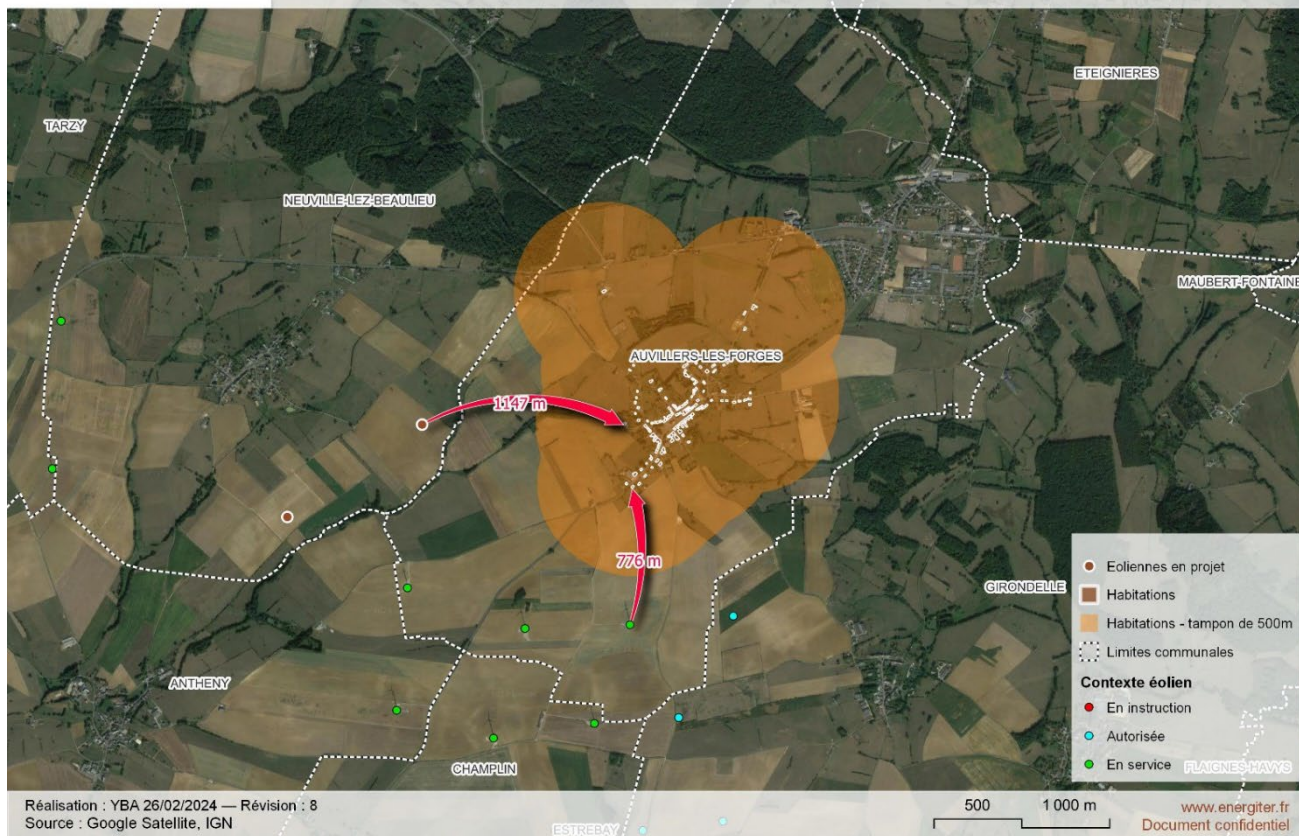 ETEIGNIERES
TARZY
NEUVILLE-LEZ-BEAULIEU
MAUBERT-FONTAINE
AUVILLERS-LES-FORGES
1147 m
776 m
GIRONDELLE
ANTHENY
CHAMPLIN
Eoliennes en projet
Habitations
Habitations - tampon de 500m
Limites communales
Contexte éolien
En instruction
Autorisée
En service
FLAIGNES-HAVYS
Réalisation : YBA 26/02/2024 — Révision : 8
Source : Google Satellite, IGN
ESTREBAY
500 1 000 m
www.energiter.fr
Document confidentiel